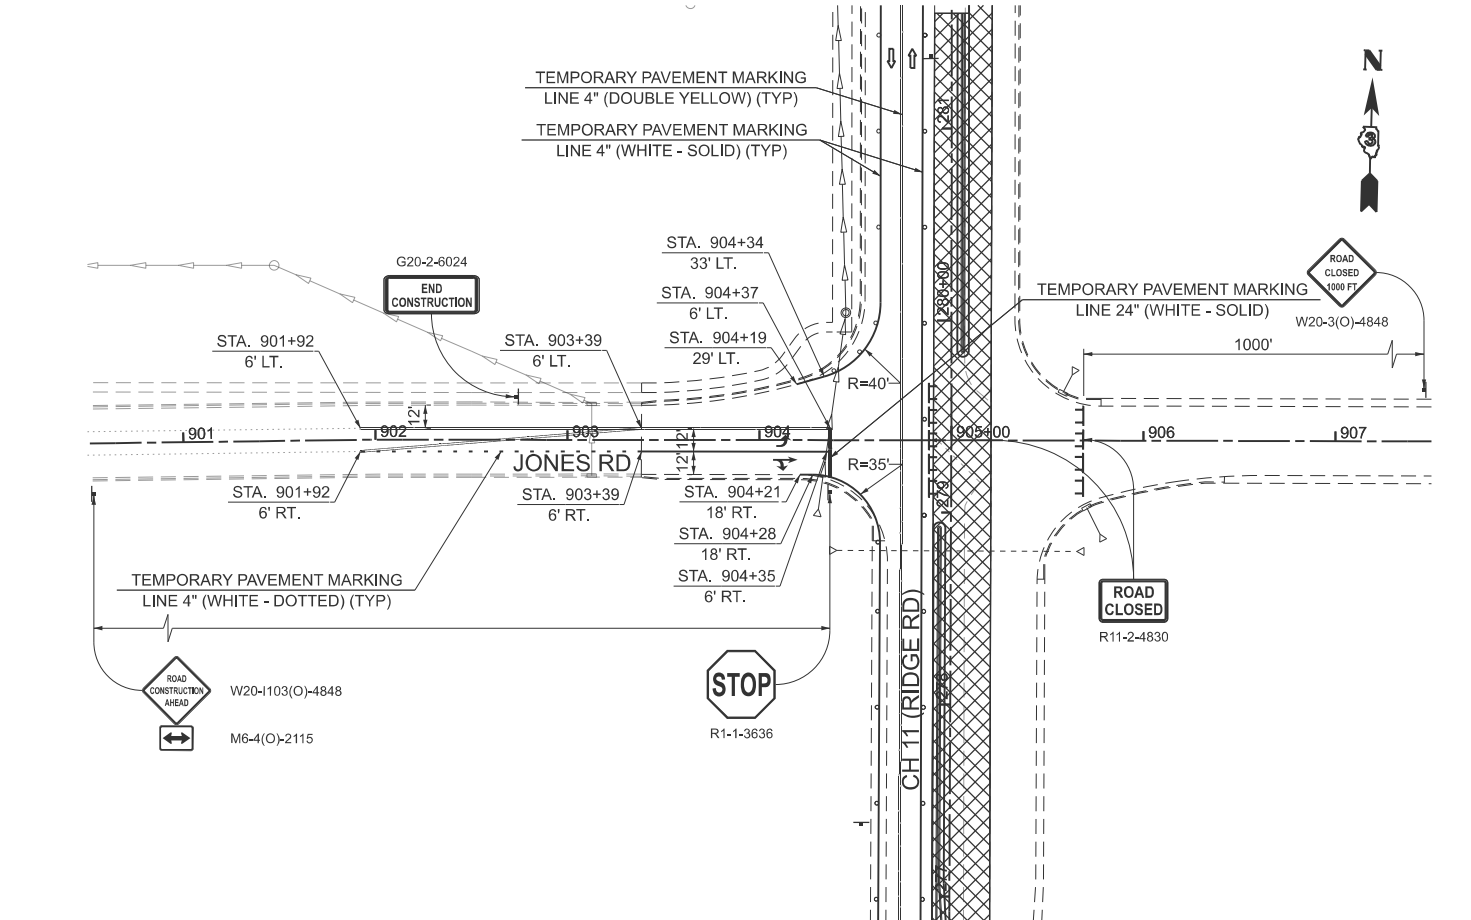 TEMPORARY PAVEMENT MARKING
LINE 4" (DOUBLE YELLOW) (TYP)
TEMPORARY PAVEMENT MARKING
LINE 4" (WHITE - SOLID) (TYP)
N
1281
STA. 904+34
33' LT.
STA. 904+37
6' LT.
STA. 904+19
29' LT.
G20-2-6024
END
CONSTRUCTION
STA. 901+92
6' LT.
STA. 903+39
6' LT.
R=40'
1280+00
TEMPORARY PAVEMENT MARKING
LINE 24" (WHITE - SOLID)
ROAD
CLOSED
1000 FT.
W20-3(O)-4848
1000'
12'
901
902
903
904
905+00
906
907
12'
12'
JONES RD
R=35'
STA. 901+92
6' RT.
STA. 903+39
6' RT.
STA. 904+21
18' RT.
STA. 904+28
18' RT.
STA. 904+35
6' RT.
1279
TEMPORARY PAVEMENT MARKING
LINE 4" (WHITE - DOTTED) (TYP)
ROAD
CLOSED
R11-2-4830
ROAD
CONSTRUCTION
AHEAD
W20-I103(O)-4848
M6-4(O)-2115
STOP
R1-1-3636
CH 11 (RIDGE RD)
1278
1277